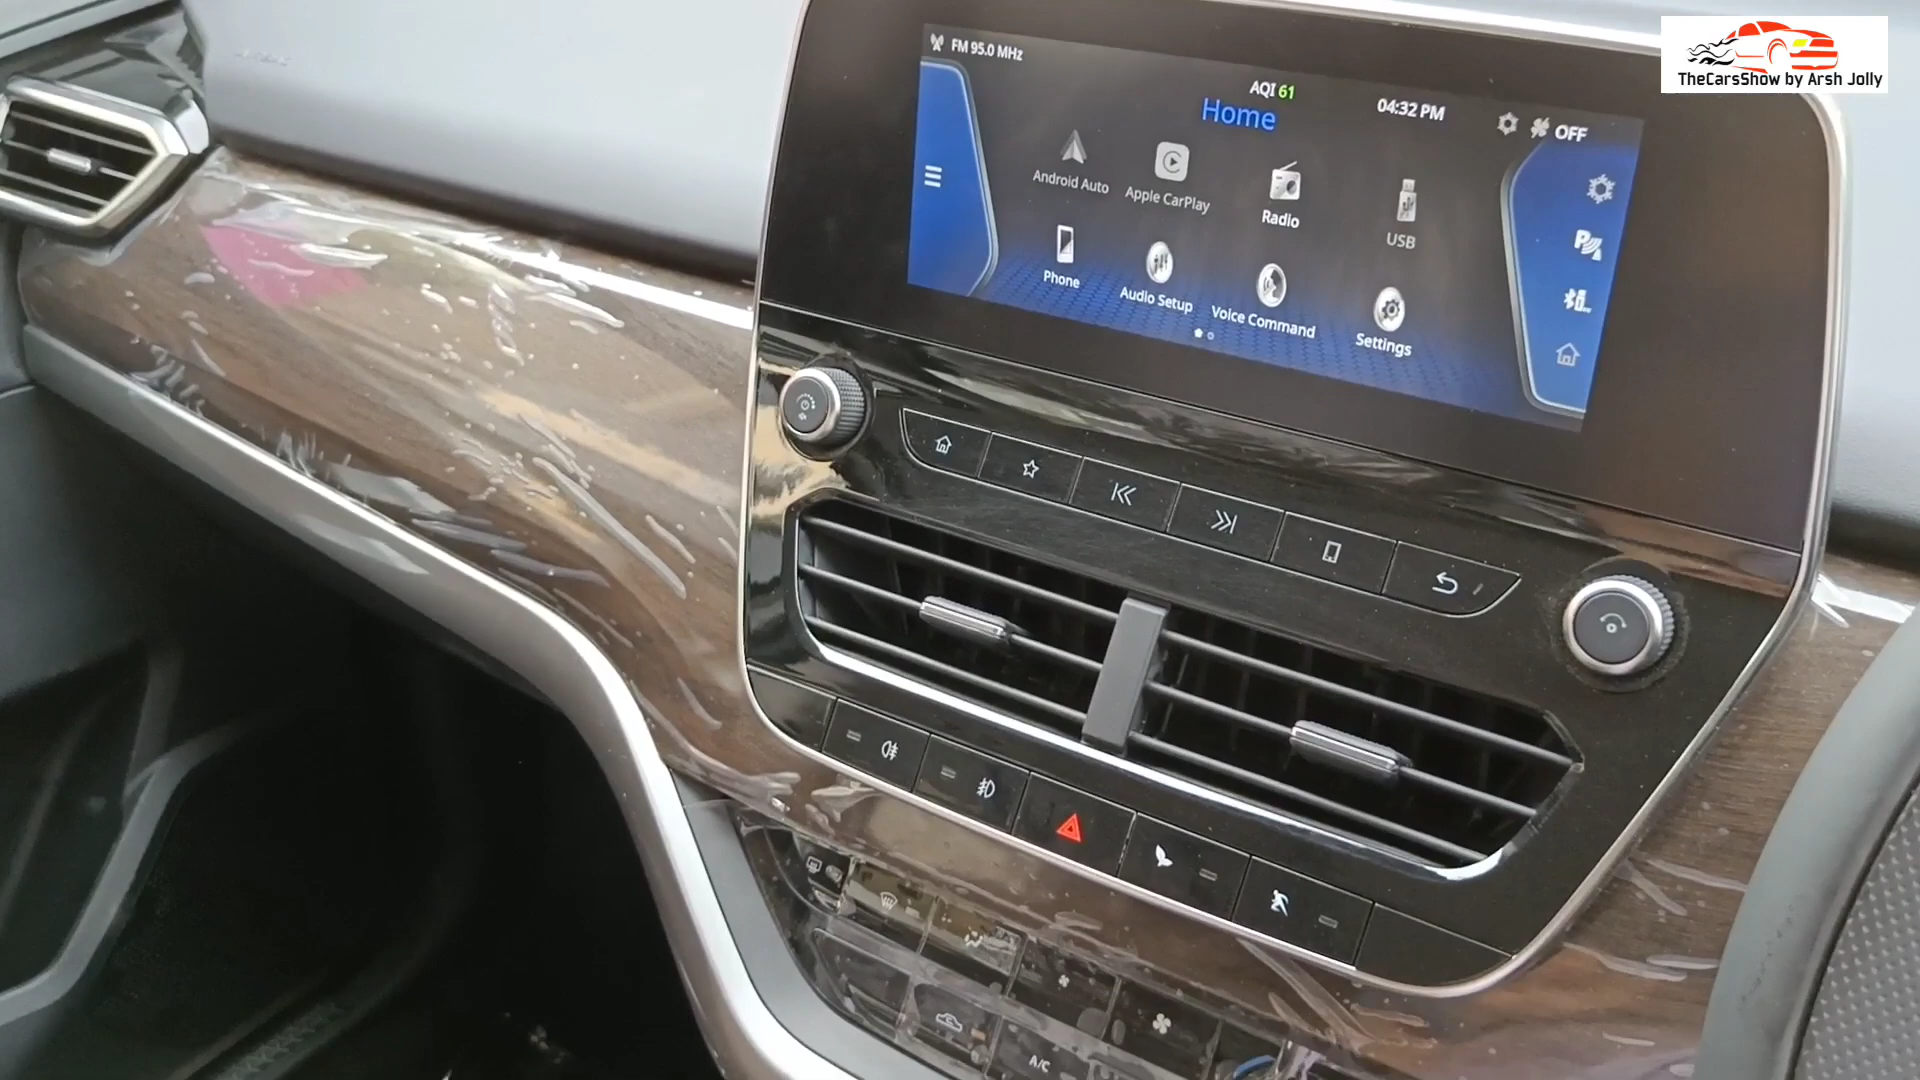 TheCarsShow by Arsh Jolly
FM 95.0 MHz
AQI 61
04:32 PM
OFF
Home
Android Auto
Apple CarPlay
Radio
USB
Phone
Audio Setup
Voice Command
Settings
A/C